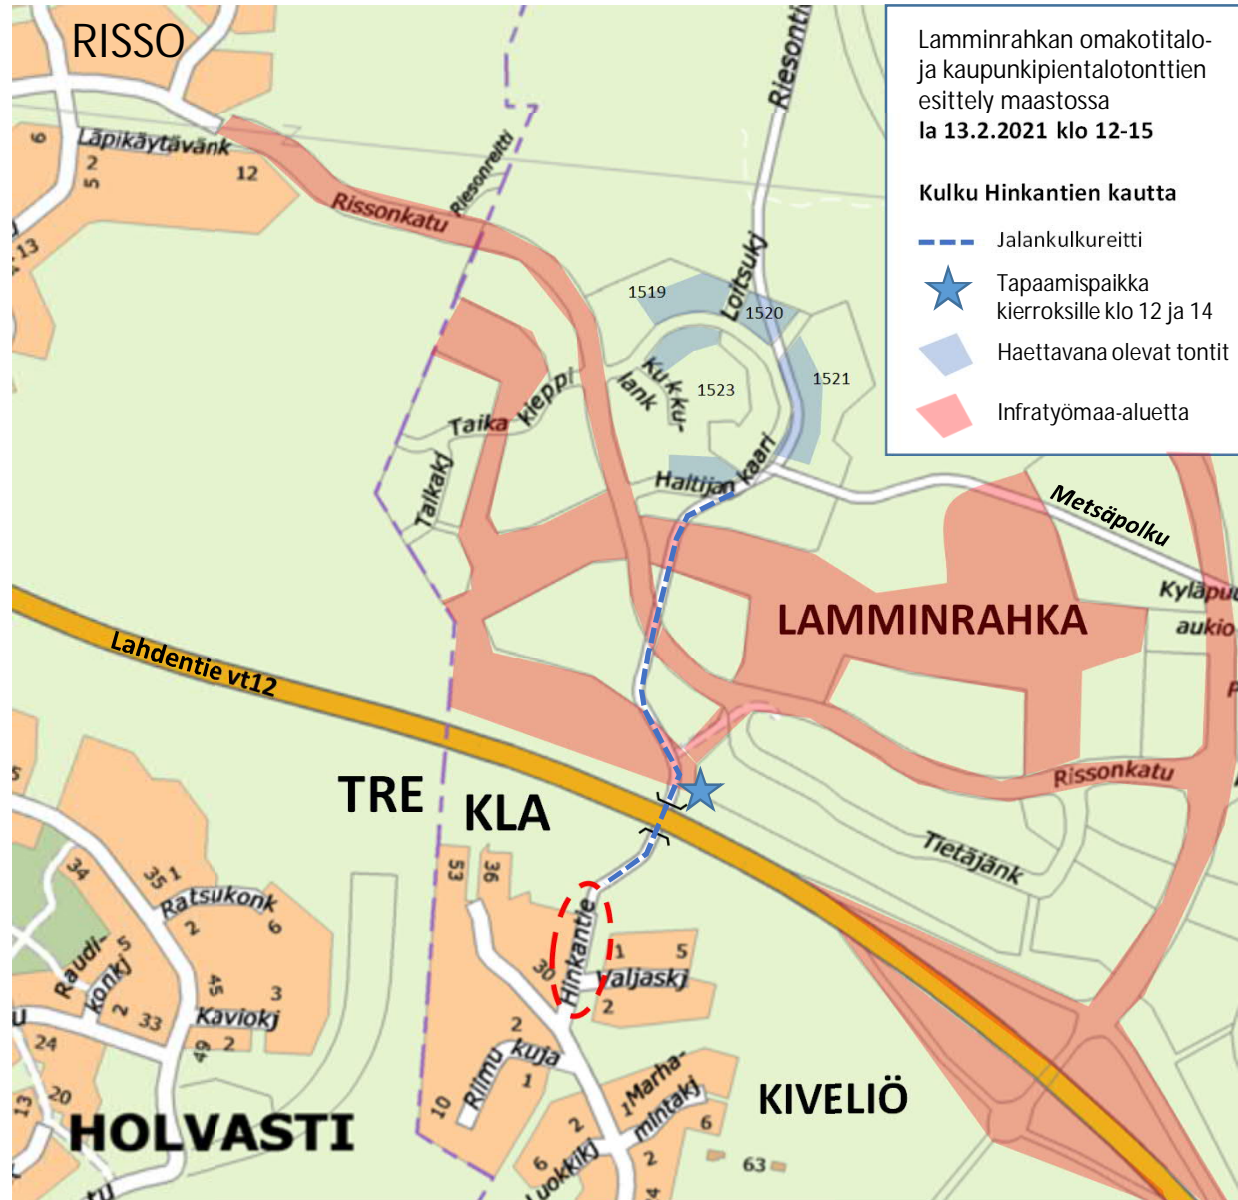 RISSO
Lamminrahkan omakotitalo-
ja kaupunkipientalotonttien
esittely maastossa
la 13.2.2021 klo 12-15
Kulku Hinkantien kautta
Jalankulkureitti
Tapaamispaikka
kierroksille klo 12 ja 14
Haettavana olevat tontit
Infratyömaa-aluetta
Riesonti
6
Läpikäytävänk
2
5
12
Riesonreitti
Rissonkatu
13
Loitsukj
1519
1520
1521
1523
Kukku-
lank
Taika
kieppi
Taikakj
Haltijan
kaari
Metsäpolku
Kyläpuu
aukio
LAMMINRAHKA
Lahdentie vt12
Rissonkatu
TRE
KLA
Tietäjänk
5
53
36
34
35
1
Ratsukonk
2
6
Raudi-
konkj
5
2
33
45
3
Kaviokj
49
2
24
20
13
Hinkantie
30
1
5
Valjaskj
2
2
kuja
Riimu
1
10
Marha-
mintakj
1
6
2
2
6
Luokkikj
4
63
KIVELIÖ
HOLVASTI
tu